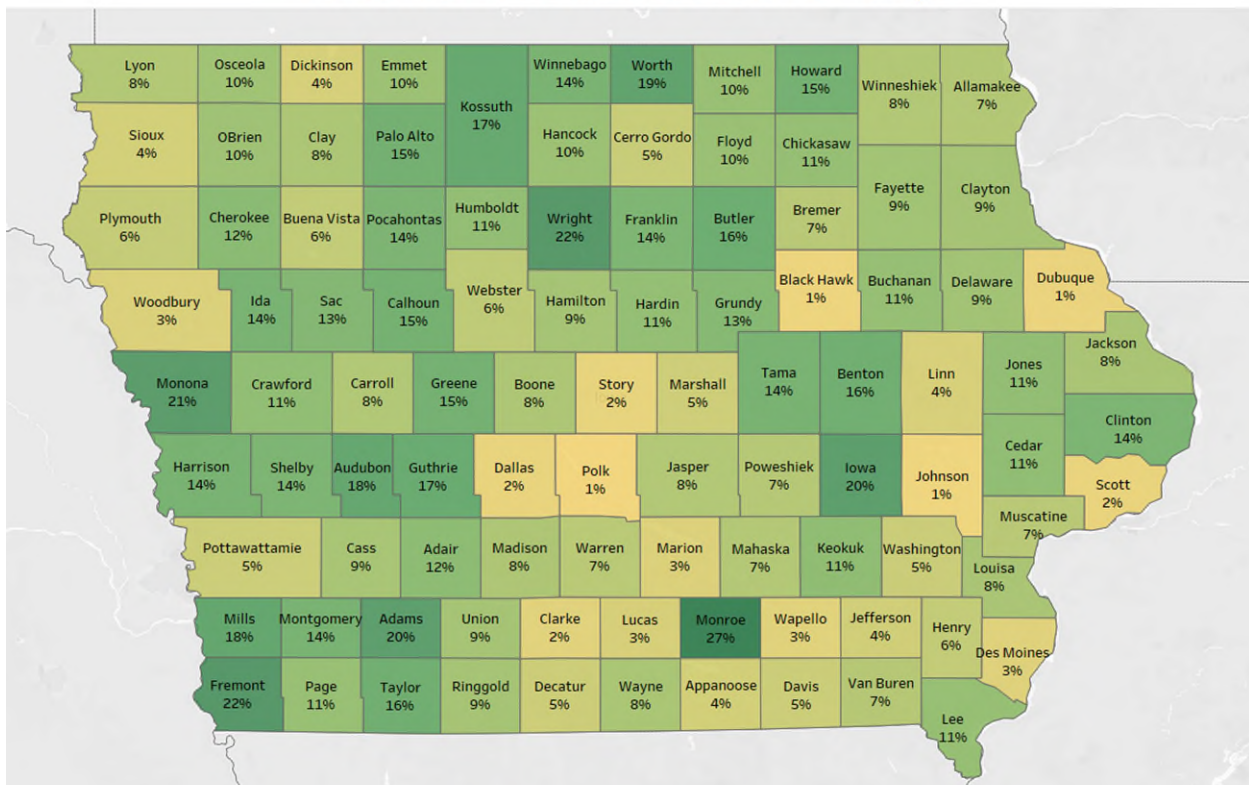 Lyon
8%
Osceola
10%
Dickinson
4%
Emmet
10%
Kossuth
17%
Winnebago
14%
Worth
19%
Mitchell
10%
Howard
15%
Winneshiek
8%
Allamakee
7%
Sioux
4%
OBrien
10%
Clay
8%
Palo Alto
15%
Hancock
10%
Cerro Gordo
5%
Floyd
10%
Chickasaw
11%
Fayette
9%
Clayton
9%
Plymouth
6%
Cherokee
12%
Buena Vista
6%
Pocahontas
14%
Humboldt
11%
Wright
22%
Franklin
14%
Butler
16%
Bremer
7%
Woodbury
3%
Ida
14%
Sac
13%
Calhoun
15%
Webster
6%
Hamilton
9%
Hardin
11%
Grundy
13%
Black Hawk
1%
Buchanan
11%
Delaware
9%
Dubuque
1%
Monona
21%
Crawford
11%
Carroll
8%
Greene
15%
Boone
8%
Story
2%
Marshall
5%
Tama
14%
Benton
16%
Linn
4%
Jones
11%
Jackson
8%
Clinton
14%
Harrison
14%
Shelby
14%
Audubon
18%
Guthrie
17%
Dallas
2%
Polk
1%
Jasper
8%
Poweshiek
7%
Iowa
20%
Johnson
1%
Cedar
11%
Scott
2%
Muscatine
7%
Pottawattamie
5%
Cass
9%
Adair
12%
Madison
8%
Warren
7%
Marion
3%
Mahaska
7%
Keokuk
11%
Washington
5%
Louisa
8%
Mills
18%
Montgomery
14%
Adams
20%
Union
9%
Clarke
2%
Lucas
3%
Monroe
27%
Wapello
3%
Jefferson
4%
Henry
6%
Des Moines
3%
Fremont
22%
Page
11%
Taylor
16%
Ringgold
9%
Decatur
5%
Wayne
8%
Appanoose
4%
Davis
5%
Van Buren
7%
Lee
11%